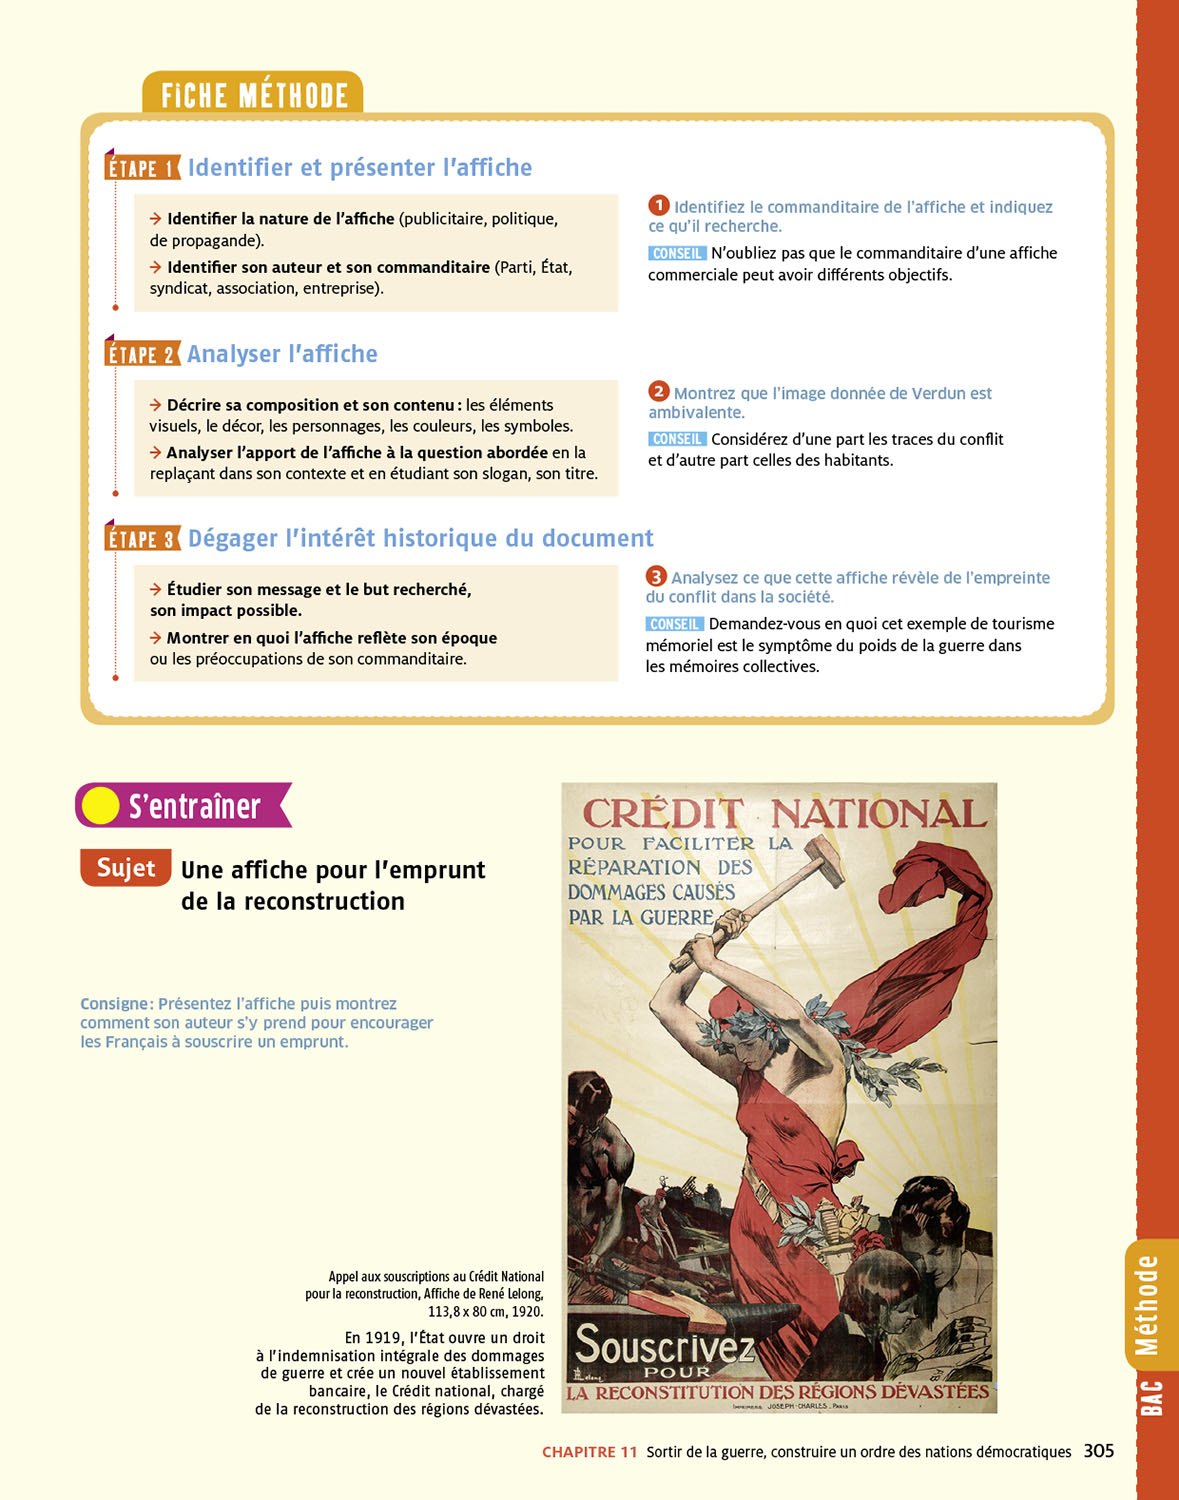 FiCHE MÉTHODE
ÉTAPE 1 Identifier et présenter l'affiche
→ Identifier la nature de l'affiche (publicitaire, politique,
de propagande).
→ Identifier son auteur et son commanditaire (Parti, État,
syndicat, association, entreprise).
1 Identifiez le commanditaire de l'affiche et indiquez
ce qu'il recherche.
CONSEIL N'oubliez pas que le commanditaire d'une affiche
commerciale peut avoir différents objectifs.
ÉTAPE 2 Analyser l'affiche
→ Décrire sa composition et son contenu : les éléments
visuels, le décor, les personnages, les couleurs, les symboles.
→ Analyser l'apport de l'affiche à la question abordée en la
replaçant dans son contexte et en étudiant son slogan, son titre.
2 Montrez que l'image donnée de Verdun est
ambivalente.
CONSEIL Considérez d'une part les traces du conflit
et d'autre part celles des habitants.
ÉTAPE 3 Dégager l'intérêt historique du document
→ Étudier son message et le but recherché,
son impact possible.
→ Montrer en quoi l'affiche reflète son époque
ou les préoccupations de son commanditaire.
3 Analysez ce que cette affiche révèle de l'empreinte
du conflit dans la société.
CONSEIL Demandez-vous en quoi cet exemple de tourisme
mémoriel est le symptôme du poids de la guerre dans
les mémoires collectives.
S'entraîner
Sujet Une affiche pour l'emprunt
de la reconstruction
Consigne : Présentez l'affiche puis montrez
comment son auteur s'y prend pour encourager
les Français à souscrire un emprunt.
Appel aux souscriptions au Crédit National
pour la reconstruction, Affiche de René Lelong,
113,8 x 80 cm, 1920.
En 1919, l'État ouvre un droit
à l'indemnisation intégrale des dommages
de guerre et crée un nouvel établissement
bancaire, le Crédit national, chargé
de la reconstruction des régions dévastées.
CRÉDIT NATIONAL
POUR FACILITER LA
RÉPARATION DES
DOMMAGES CAUSÉS
PAR LA GUERRE
Souscrivez
POUR
LA RECONSTITUTION DES RÉGIONS DÉVASTÉES
IMPRIMERIE JOSEPH-CHARLES, PARIS
CHAPITRE 11 Sortir de la guerre, construire un ordre des nations démocratiques 305
Méthode
BAC